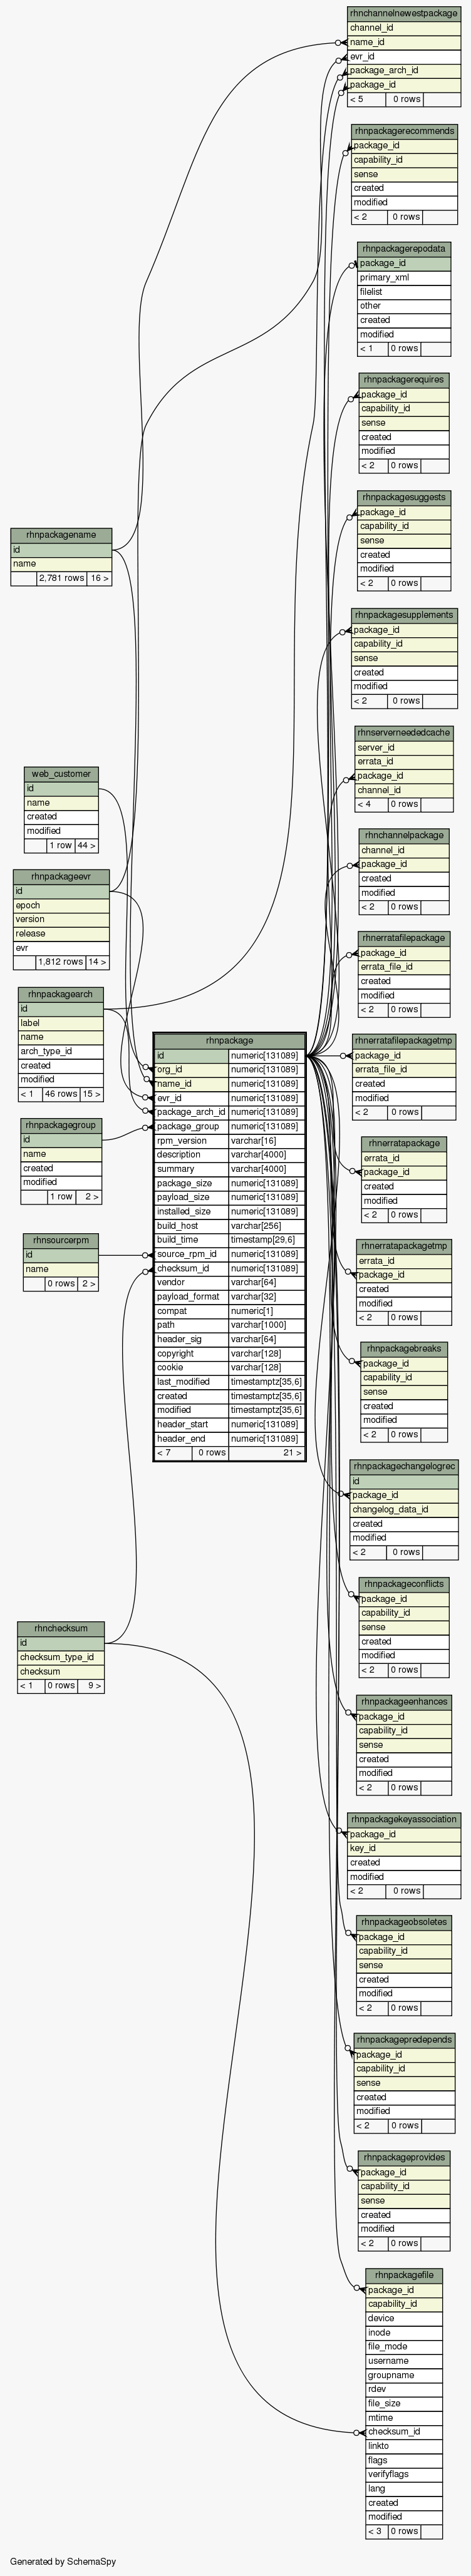 rhnchannelnewestpackage
channel_id
name_id
evr_id
package_arch_id
package_id
< 5 0 rows
rhnpackagerecommends
package_id
capability_id
sense
created
modified
< 2 0 rows
rhnpackagerepodata
package_id
primary_xml
filelist
other
created
modified
< 1 0 rows
rhnpackagerequires
package_id
capability_id
sense
created
modified
< 2 0 rows
rhnpackagesuggests
package_id
capability_id
sense
created
modified
< 2 0 rows
rhnpackagename
id
name
2,781 rows 16 >
rhnpackagesupplements
package_id
capability_id
sense
created
modified
< 2 0 rows
rhnserverneededcache
server_id
errata_id
package_id
channel_id
< 4 0 rows
web_customer
id
name
created
modified
1 row 44 >
rhnchannelpackage
channel_id
package_id
created
modified
< 2 0 rows
rhnpackageevr
id
epoch
version
release
evr
1,812 rows 14 >
rhnerratafilepackage
package_id
errata_file_id
created
modified
< 2 0 rows
rhnpackagearch
id
label
name
arch_type_id
created
modified
< 1 46 rows 15 >
rhnpackage
id numeric[131089]
org_id numeric[131089]
name_id numeric[131089]
evr_id numeric[131089]
package_arch_id numeric[131089]
package_group numeric[131089]
rpm_version varchar[16]
description varchar[4000]
summary varchar[4000]
package_size numeric[131089]
payload_size numeric[131089]
installed_size numeric[131089]
build_host varchar[256]
build_time timestamp[29,6]
source_rpm_id numeric[131089]
checksum_id numeric[131089]
vendor varchar[64]
payload_format varchar[32]
compat numeric[1]
path varchar[1000]
header_sig varchar[64]
copyright varchar[128]
cookie varchar[128]
last_modified timestamptz[35,6]
created timestamptz[35,6]
modified timestamptz[35,6]
header_start numeric[131089]
header_end numeric[131089]
< 7 0 rows 21 >
rhnerratafilepackagetmp
package_id
errata_file_id
created
modified
< 2 0 rows
rhnpackagegroup
id
name
created
modified
1 row 2 >
rhnerratapackage
errata_id
package_id
created
modified
< 2 0 rows
rhnsourcerpm
id
name
0 rows 2 >
rhnerratapackagetmp
errata_id
package_id
created
modified
< 2 0 rows
rhnpackagebreaks
package_id
capability_id
sense
created
modified
< 2 0 rows
rhnpackagechangelogrec
id
package_id
changelog_data_id
created
modified
< 2 0 rows
rhnpackageconflicts
package_id
capability_id
sense
created
modified
< 2 0 rows
rhnchecksum
id
checksum_type_id
checksum
< 1 0 rows 9 >
rhnpackageenhances
package_id
capability_id
sense
created
modified
< 2 0 rows
rhnpackagekeyassociation
package_id
key_id
created
modified
< 2 0 rows
rhnpackageobsoletes
package_id
capability_id
sense
created
modified
< 2 0 rows
rhnpackagepredepends
package_id
capability_id
sense
created
modified
< 2 0 rows
rhnpackageprovides
package_id
capability_id
sense
created
modified
< 2 0 rows
rhnpackagefile
package_id
capability_id
device
inode
file_mode
username
groupname
rdev
file_size
mtime
checksum_id
linkto
flags
verifyflags
lang
created
modified
< 3 0 rows
Generated by SchemaSpy